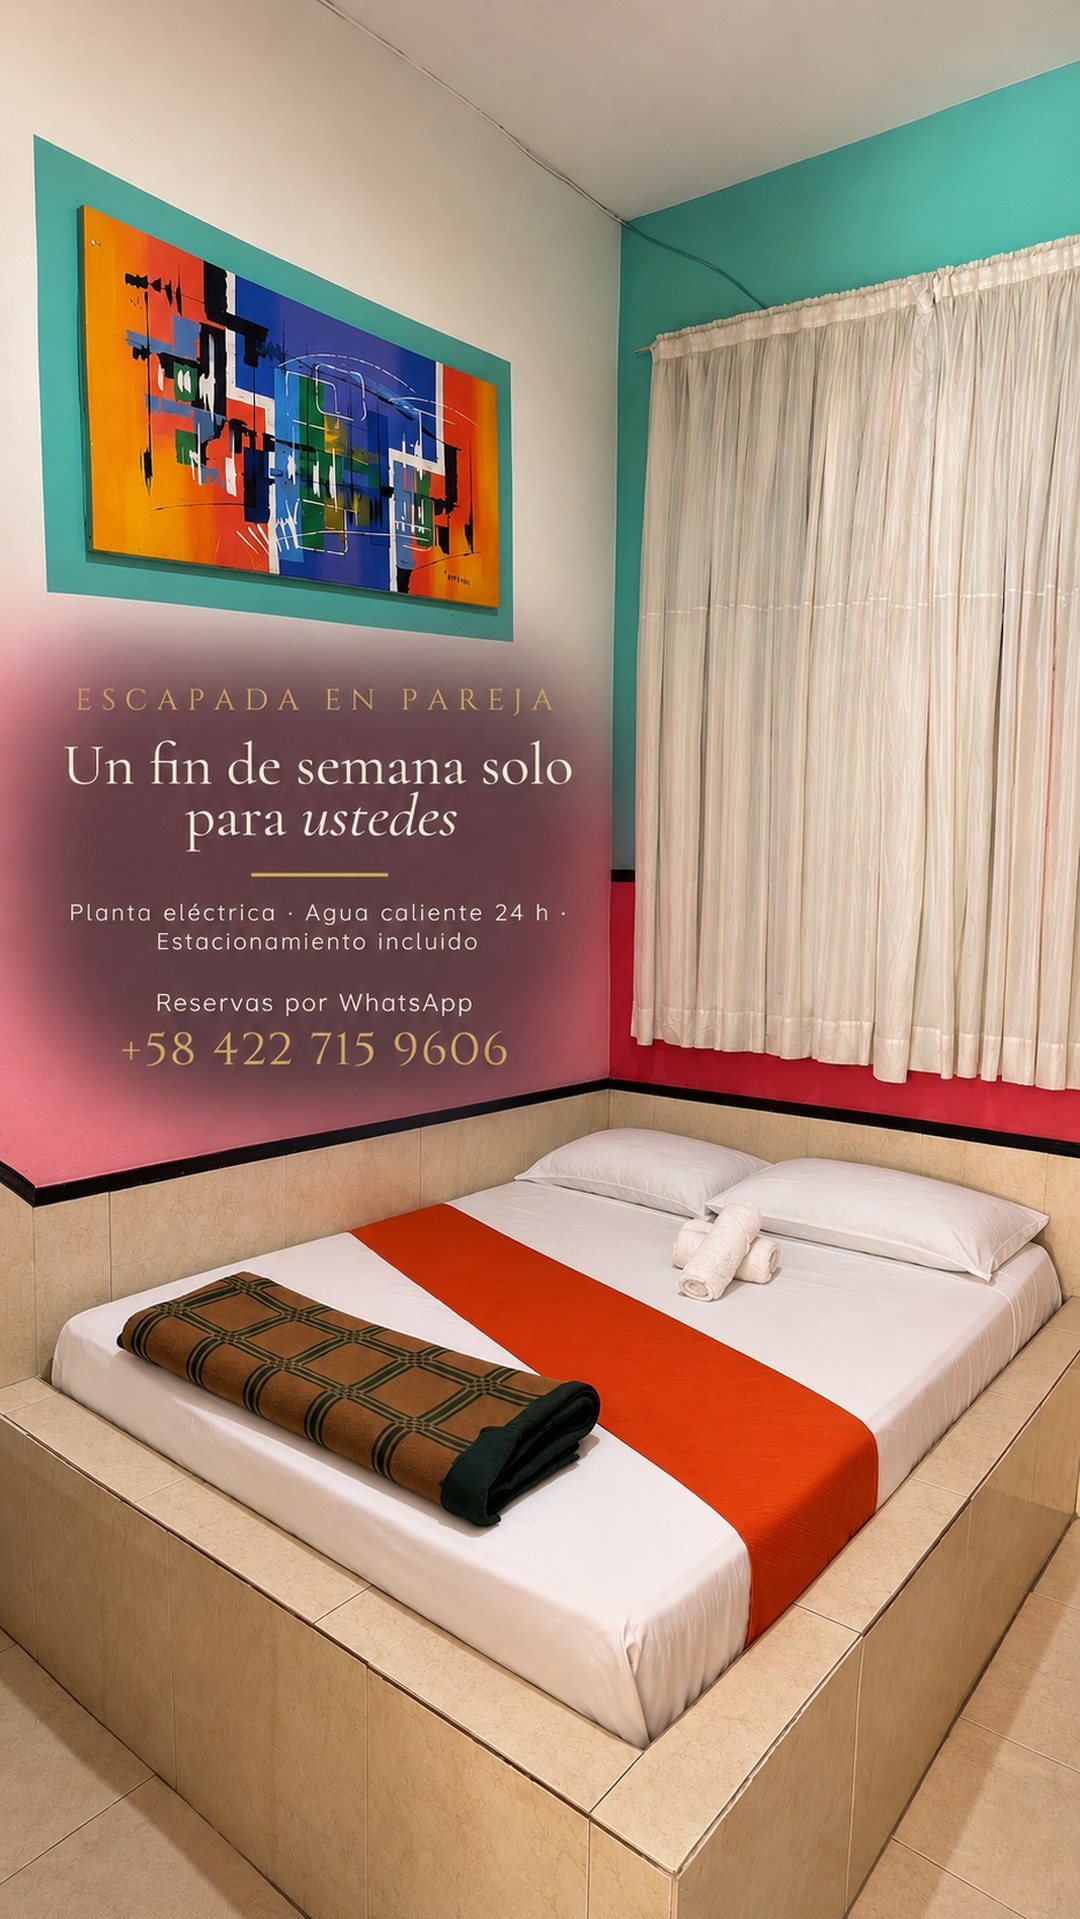 ESCAPADA EN PAREJA
Un fin de semana solo
para ustedes
Planta eléctrica · Agua caliente 24 h ·
Estacionamiento incluido
Reservas por WhatsApp
+58 422 715 9606